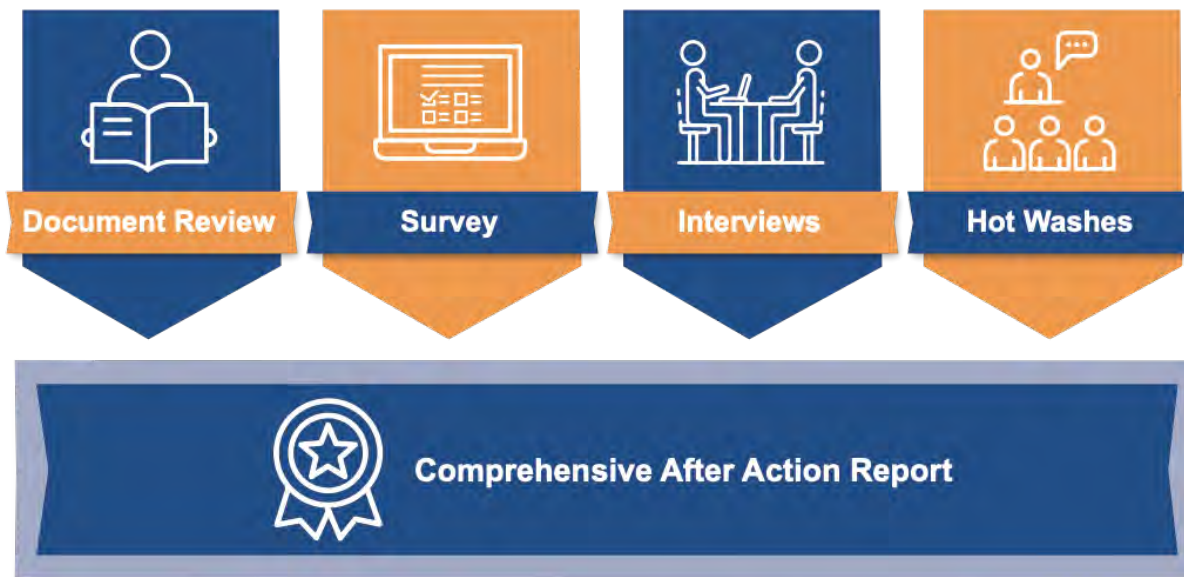 Document Review
Survey
Interviews
Hot Washes
Comprehensive After Action Report